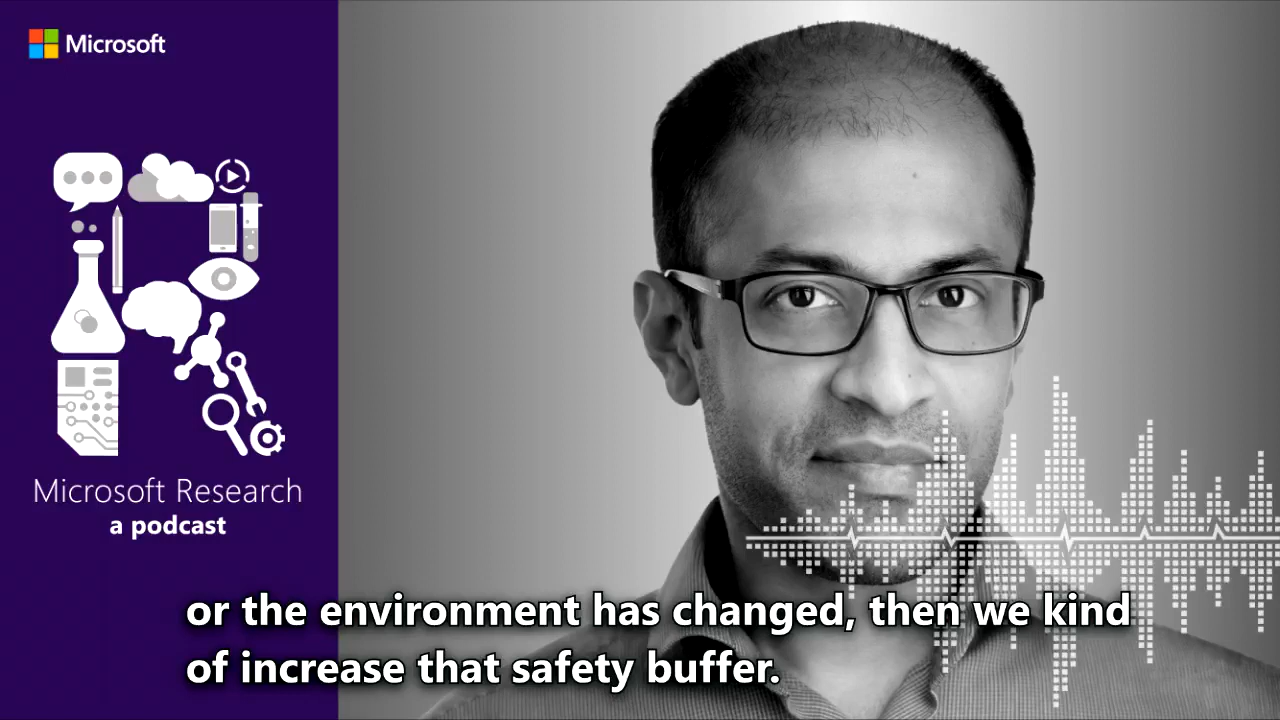 Microsoft
Microsoft Research
a podcast
or the environment has changed, then we kind
of increase that safety buffer.